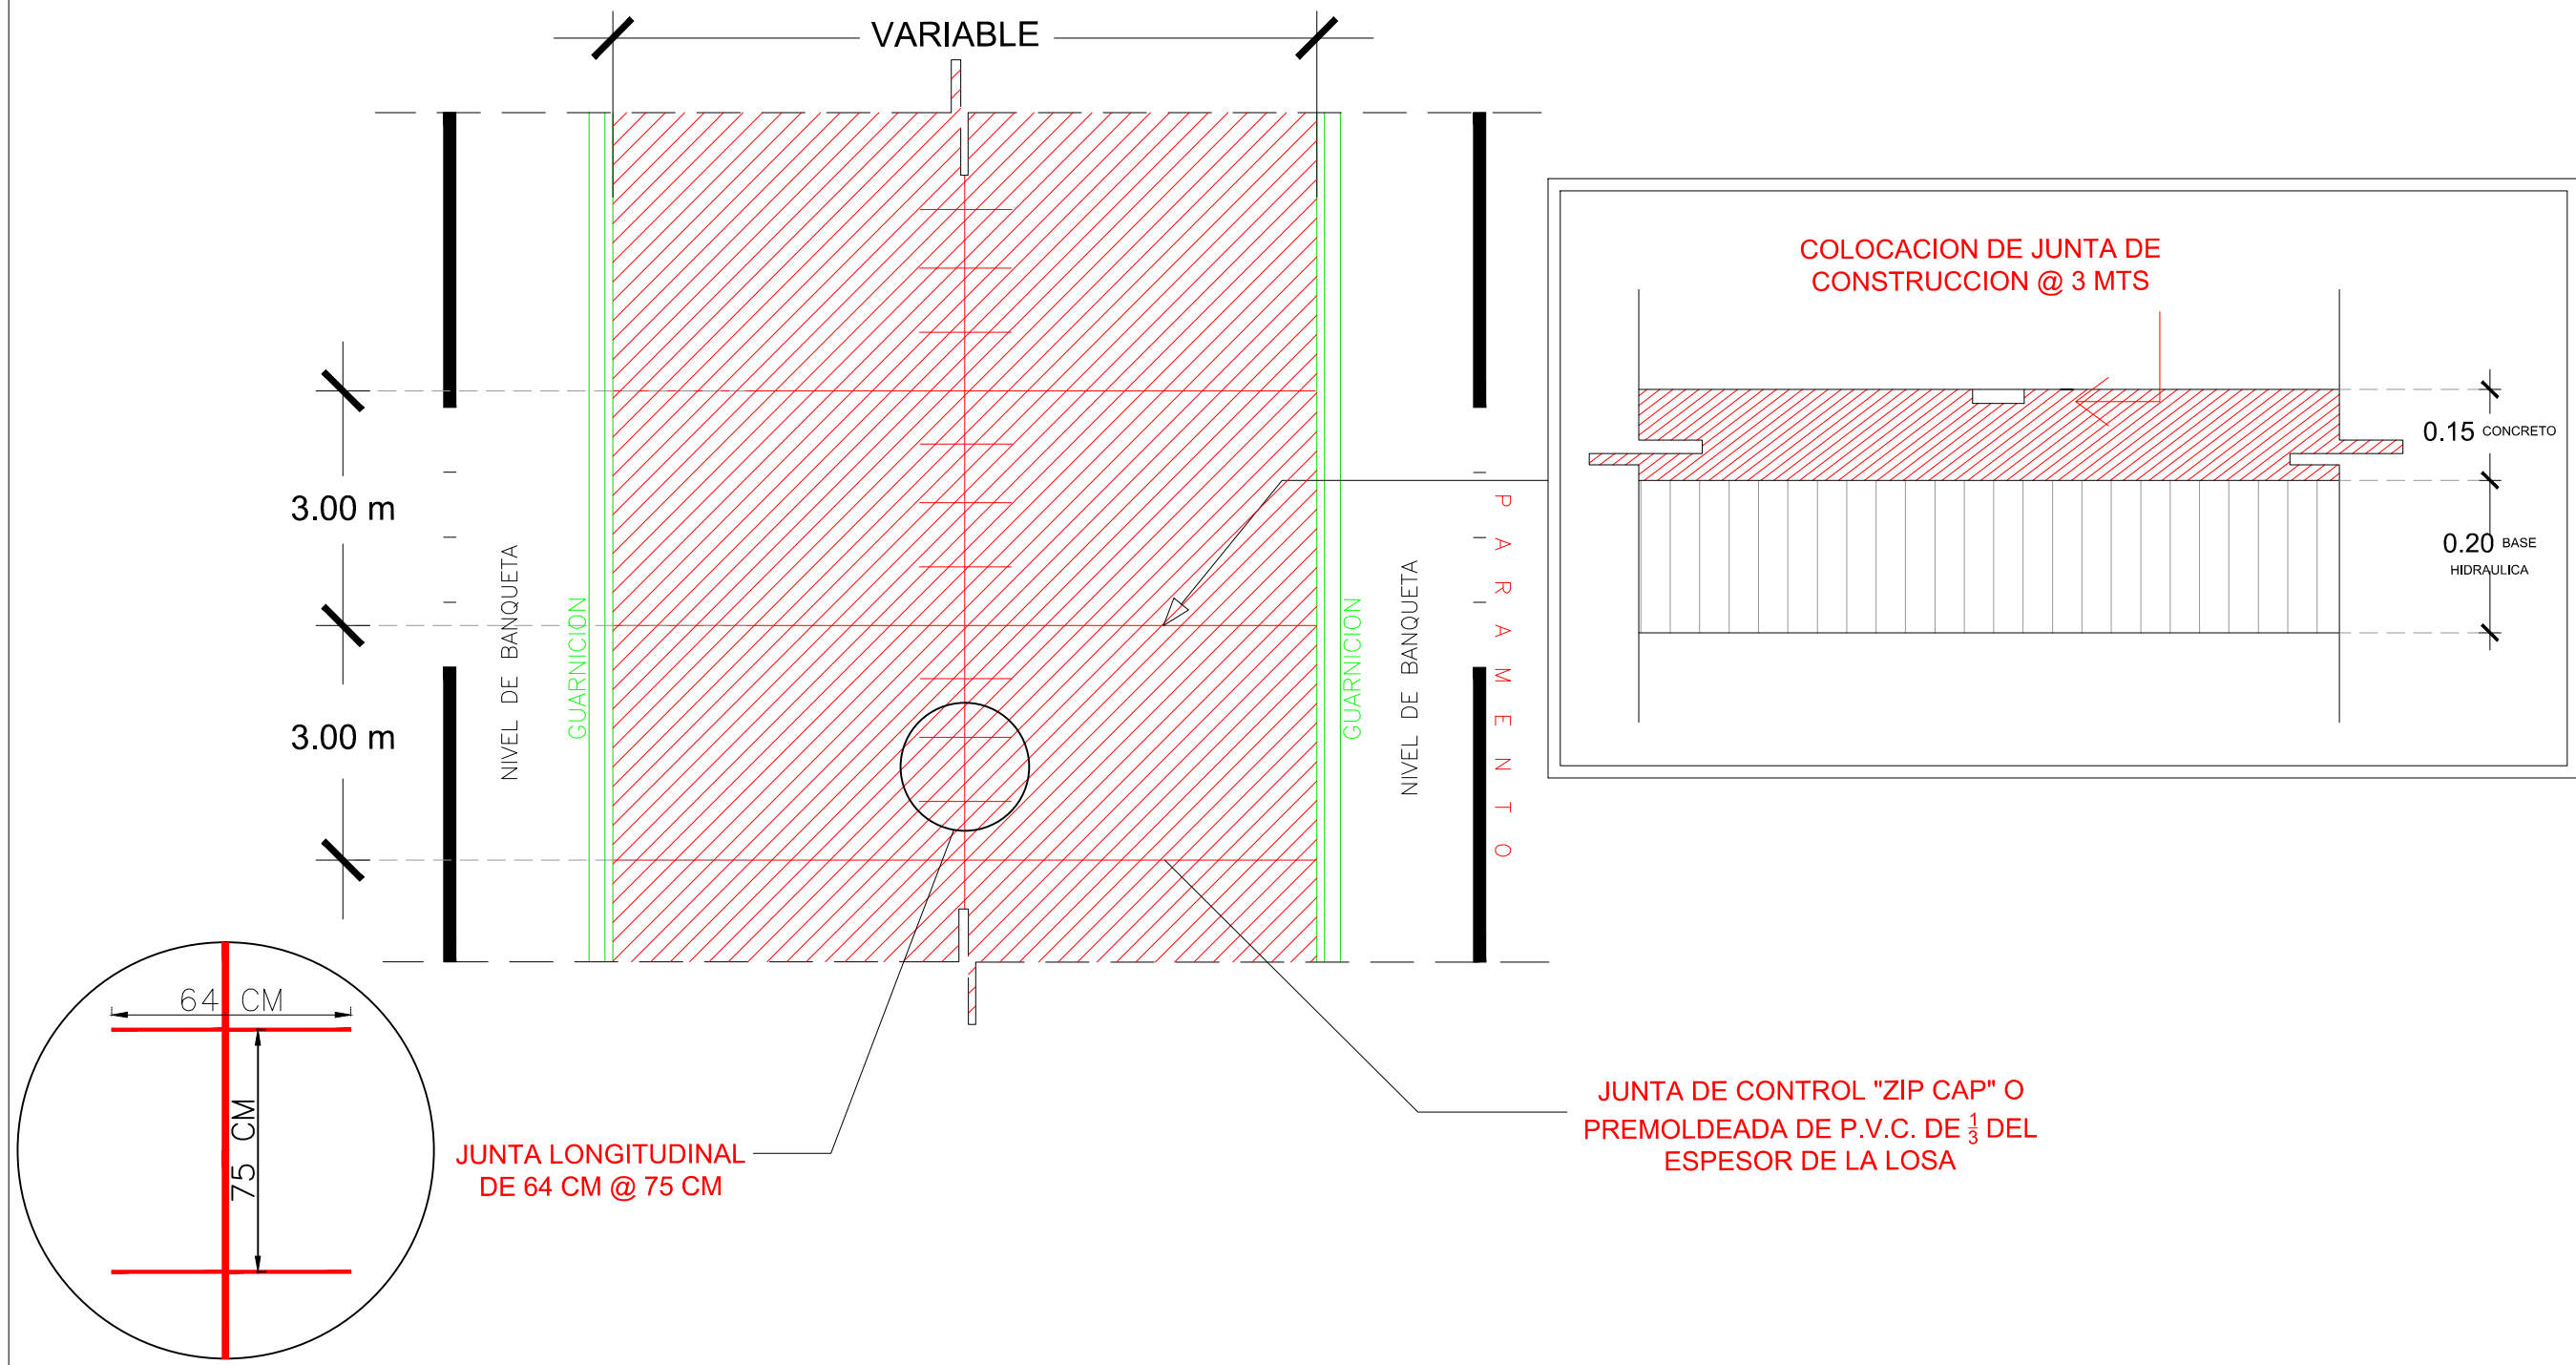 VARIABLE
COLOCACION DE JUNTA DE
CONSTRUCCION @ 3 MTS
0.15 CONCRETO
0.20 BASE
HIDRAULICA
3.00 m
3.00 m
NIVEL DE BANQUETA
GUARNICION
GUARNICION
NIVEL DE BANQUETA
PARAMENTO
64 CM
75 CM
JUNTA LONGITUDINAL
DE 64 CM @ 75 CM
JUNTA DE CONTROL "ZIP CAP" O
PREMOLDEADA DE P.V.C. DE 1/3 DEL
ESPESOR DE LA LOSA